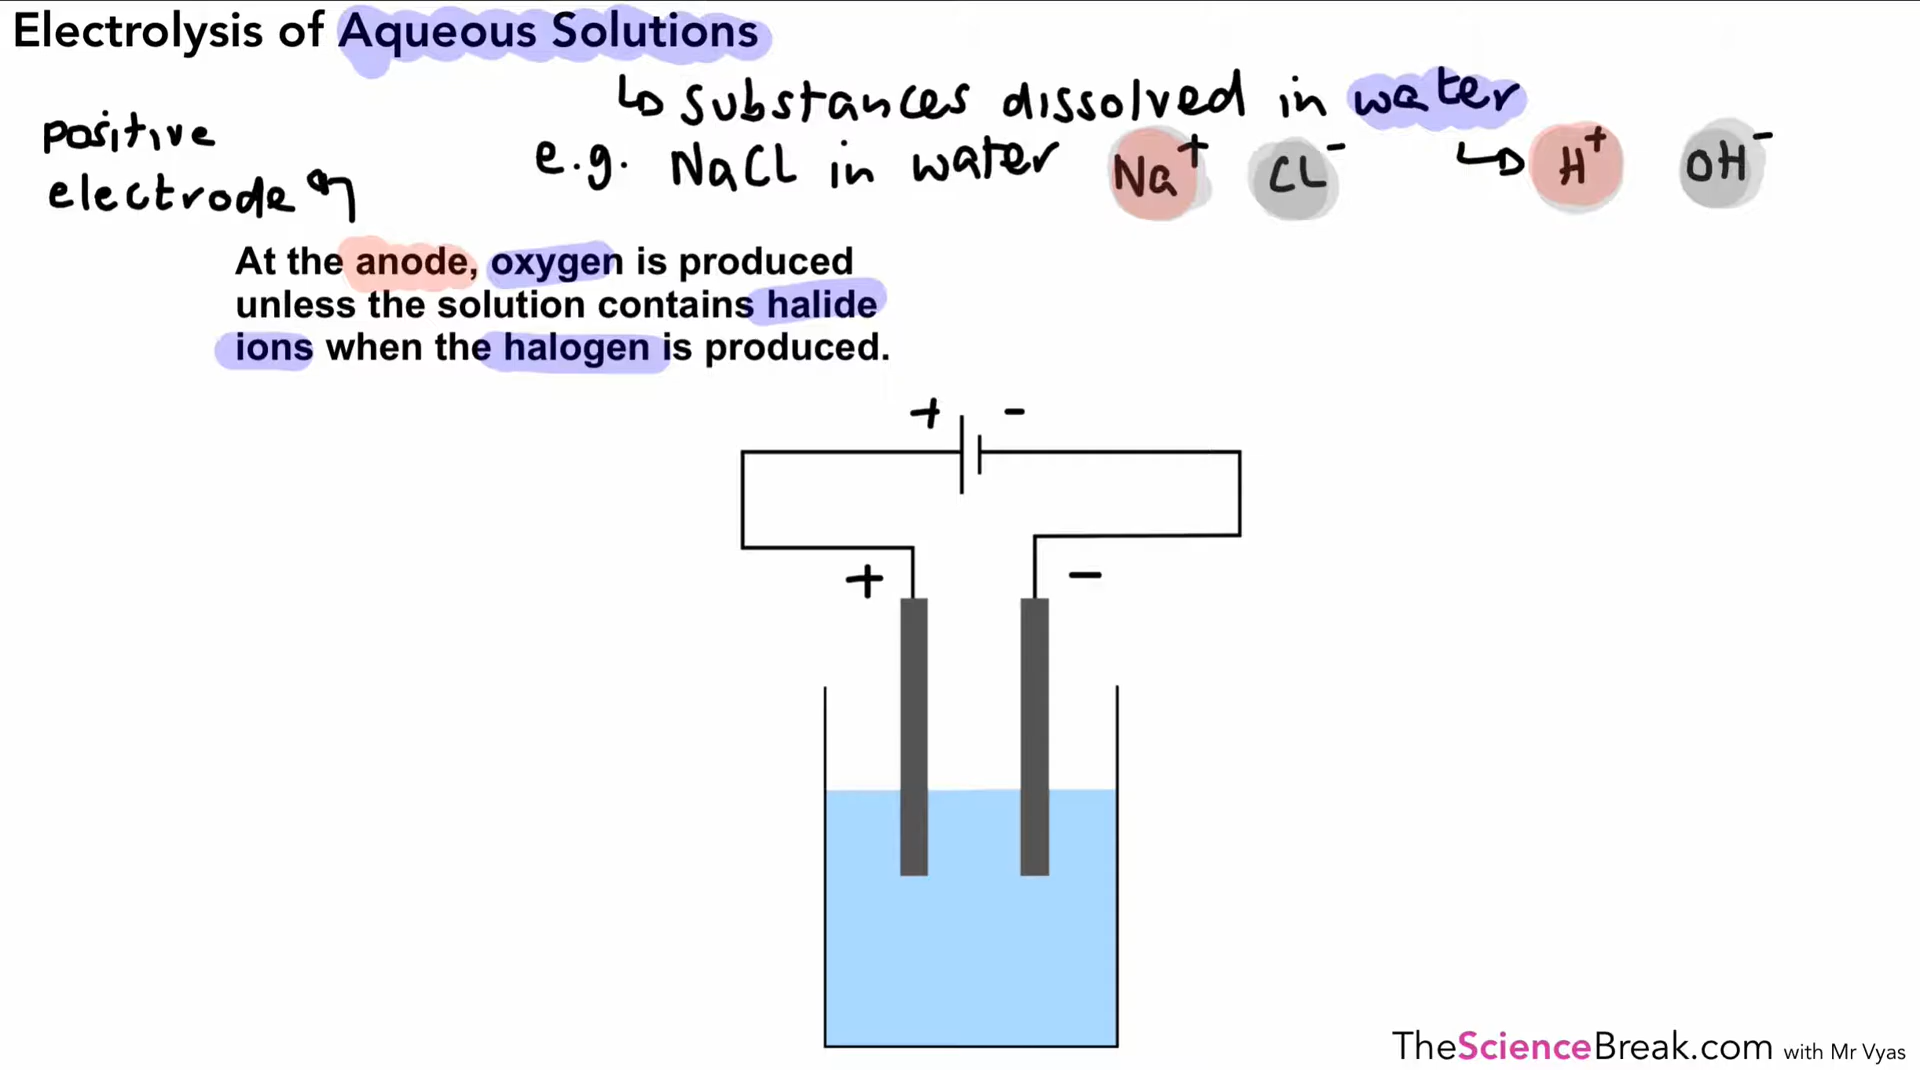 Electrolysis of Aqueous Solutions
↳ substances dissolved in water
positive
electrode
e.g. NaCl in water Na⁺ Cl⁻ ↳ H⁺ OH⁻
At the anode, oxygen is produced
unless the solution contains halide
ions when the halogen is produced.
+ -
+ -
TheScienceBreak.com with Mr Vyas